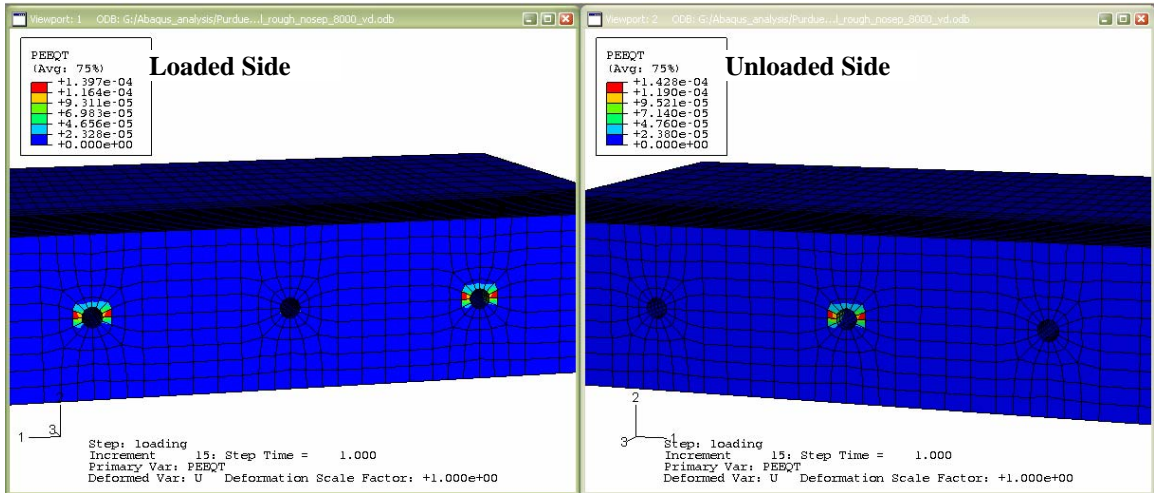 Viewport: 1 ODB: G:/Abaqus_analysis/Purdue...l_rough_nosep_8000_vd.odb
PEEQT
(Avg: 75%)
+1.397e-04
+1.164e-04
+9.311e-05
+6.983e-05
+4.656e-05
+2.328e-05
+0.000e+00
Loaded Side
2
3
1
Step: loading
Increment 15: Step Time = 1.000
Primary Var: PEEQT
Deformed Var: U Deformation Scale Factor: +1.000e+00
Viewport: 2 ODB: G:/Abaqus_analysis/Purdue...l_rough_nosep_8000_vd.odb
PEEQT
(Avg: 75%)
+1.428e-04
+1.190e-04
+9.521e-05
+7.140e-05
+4.760e-05
+2.380e-05
+0.000e+00
Unloaded Side
2
3
1
Step: loading
Increment 15: Step Time = 1.000
Primary Var: PEEQT
Deformed Var: U Deformation Scale Factor: +1.000e+00